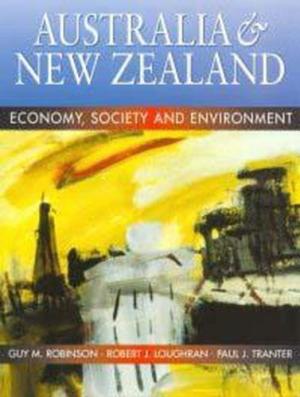 AUSTRALIA &
NEW ZEALAND
ECONOMY, SOCIETY AND ENVIRONMENT
GUY M. ROBINSON · ROBERT J. LOUGHRAN · PAUL J. TRANTER